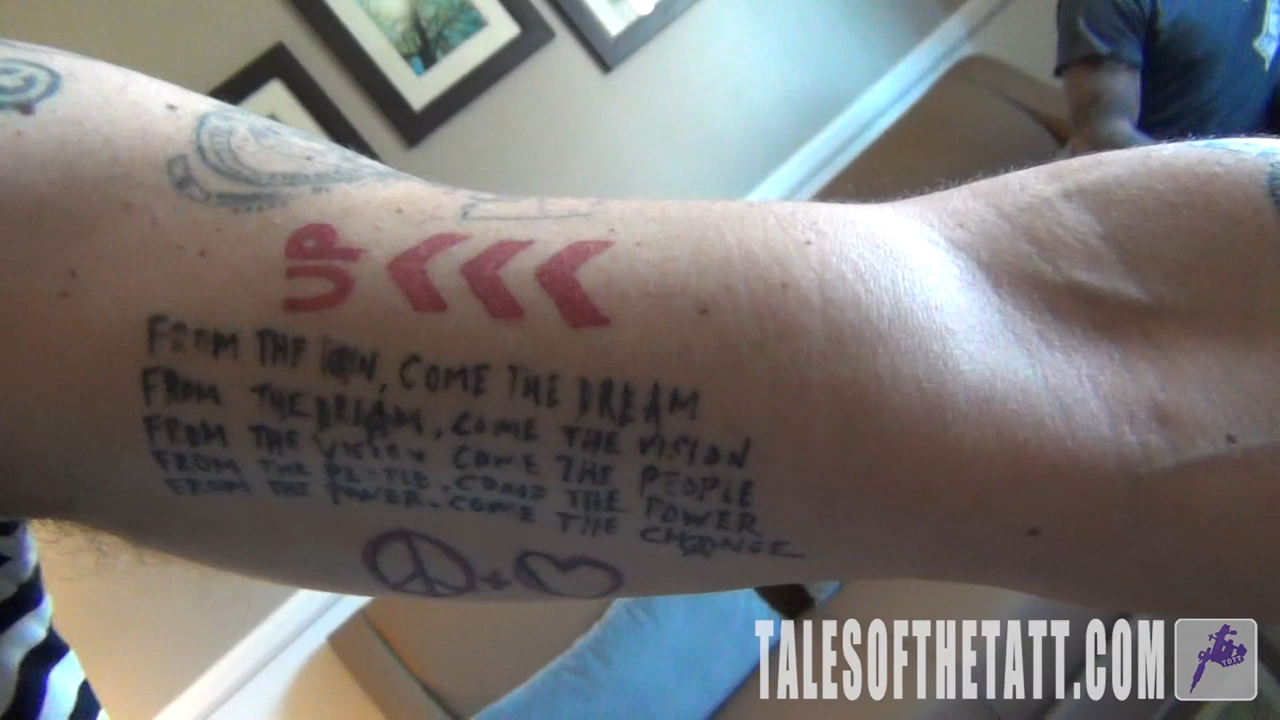 UP
FROM THE , COME THE DREAM
FROM THE DREAM, COME THE VISION
FROM THE VISION COME THE PEOPLE
FROM THE PEOPLE, COME THE POWER
FROM THE POWER, COME THE CHANGE
TALESOFTHETATT.COM